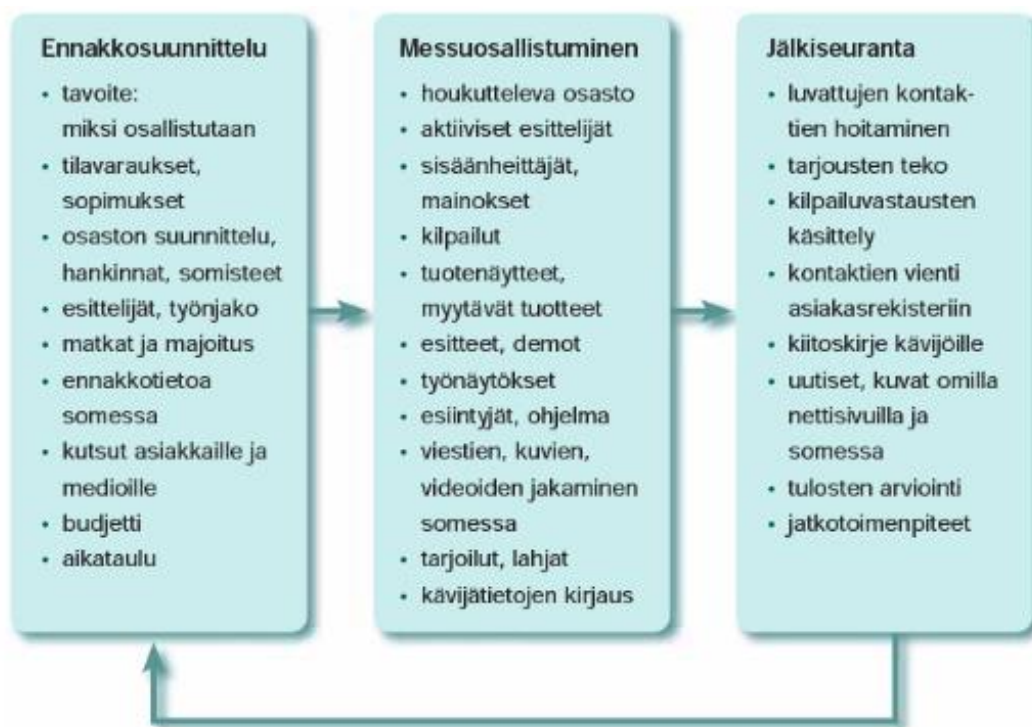 Ennakkosuunnittelu
• tavoite:
miksi osallistutaan
• tilavaraukset,
sopimukset
• osaston suunnittelu,
hankinnat, somisteet
• esittelijät, työnjako
• matkat ja majoitus
• ennakkotietoa
somessa
• kutsut asiakkaille ja
medioille
• budjetti
• aikataulu
Messuosallistuminen
• houkutteleva osasto
• aktiiviset esittelijät
• sisäänheittäjät,
mainokset
• kilpailut
• tuotenäytteet,
myytävät tuotteet
• esitteet, demot
• työnäytökset
• esiintyjät, ohjelma
• viestien, kuvien,
videoiden jakaminen
somessa
• tarjoilut, lahjat
• kävijätietojen kirjaus
Jälkiseuranta
• luvattujen kontak-
tien hoitaminen
• tarjousten teko
• kilpailuvastausten
käsittely
• kontaktien vienti
asiakasrekisteriin
• kiitoskirje kävijöille
• uutiset, kuvat omilla
nettisivuilla ja
somessa
• tulosten arviointi
• jatkotoimenpiteet